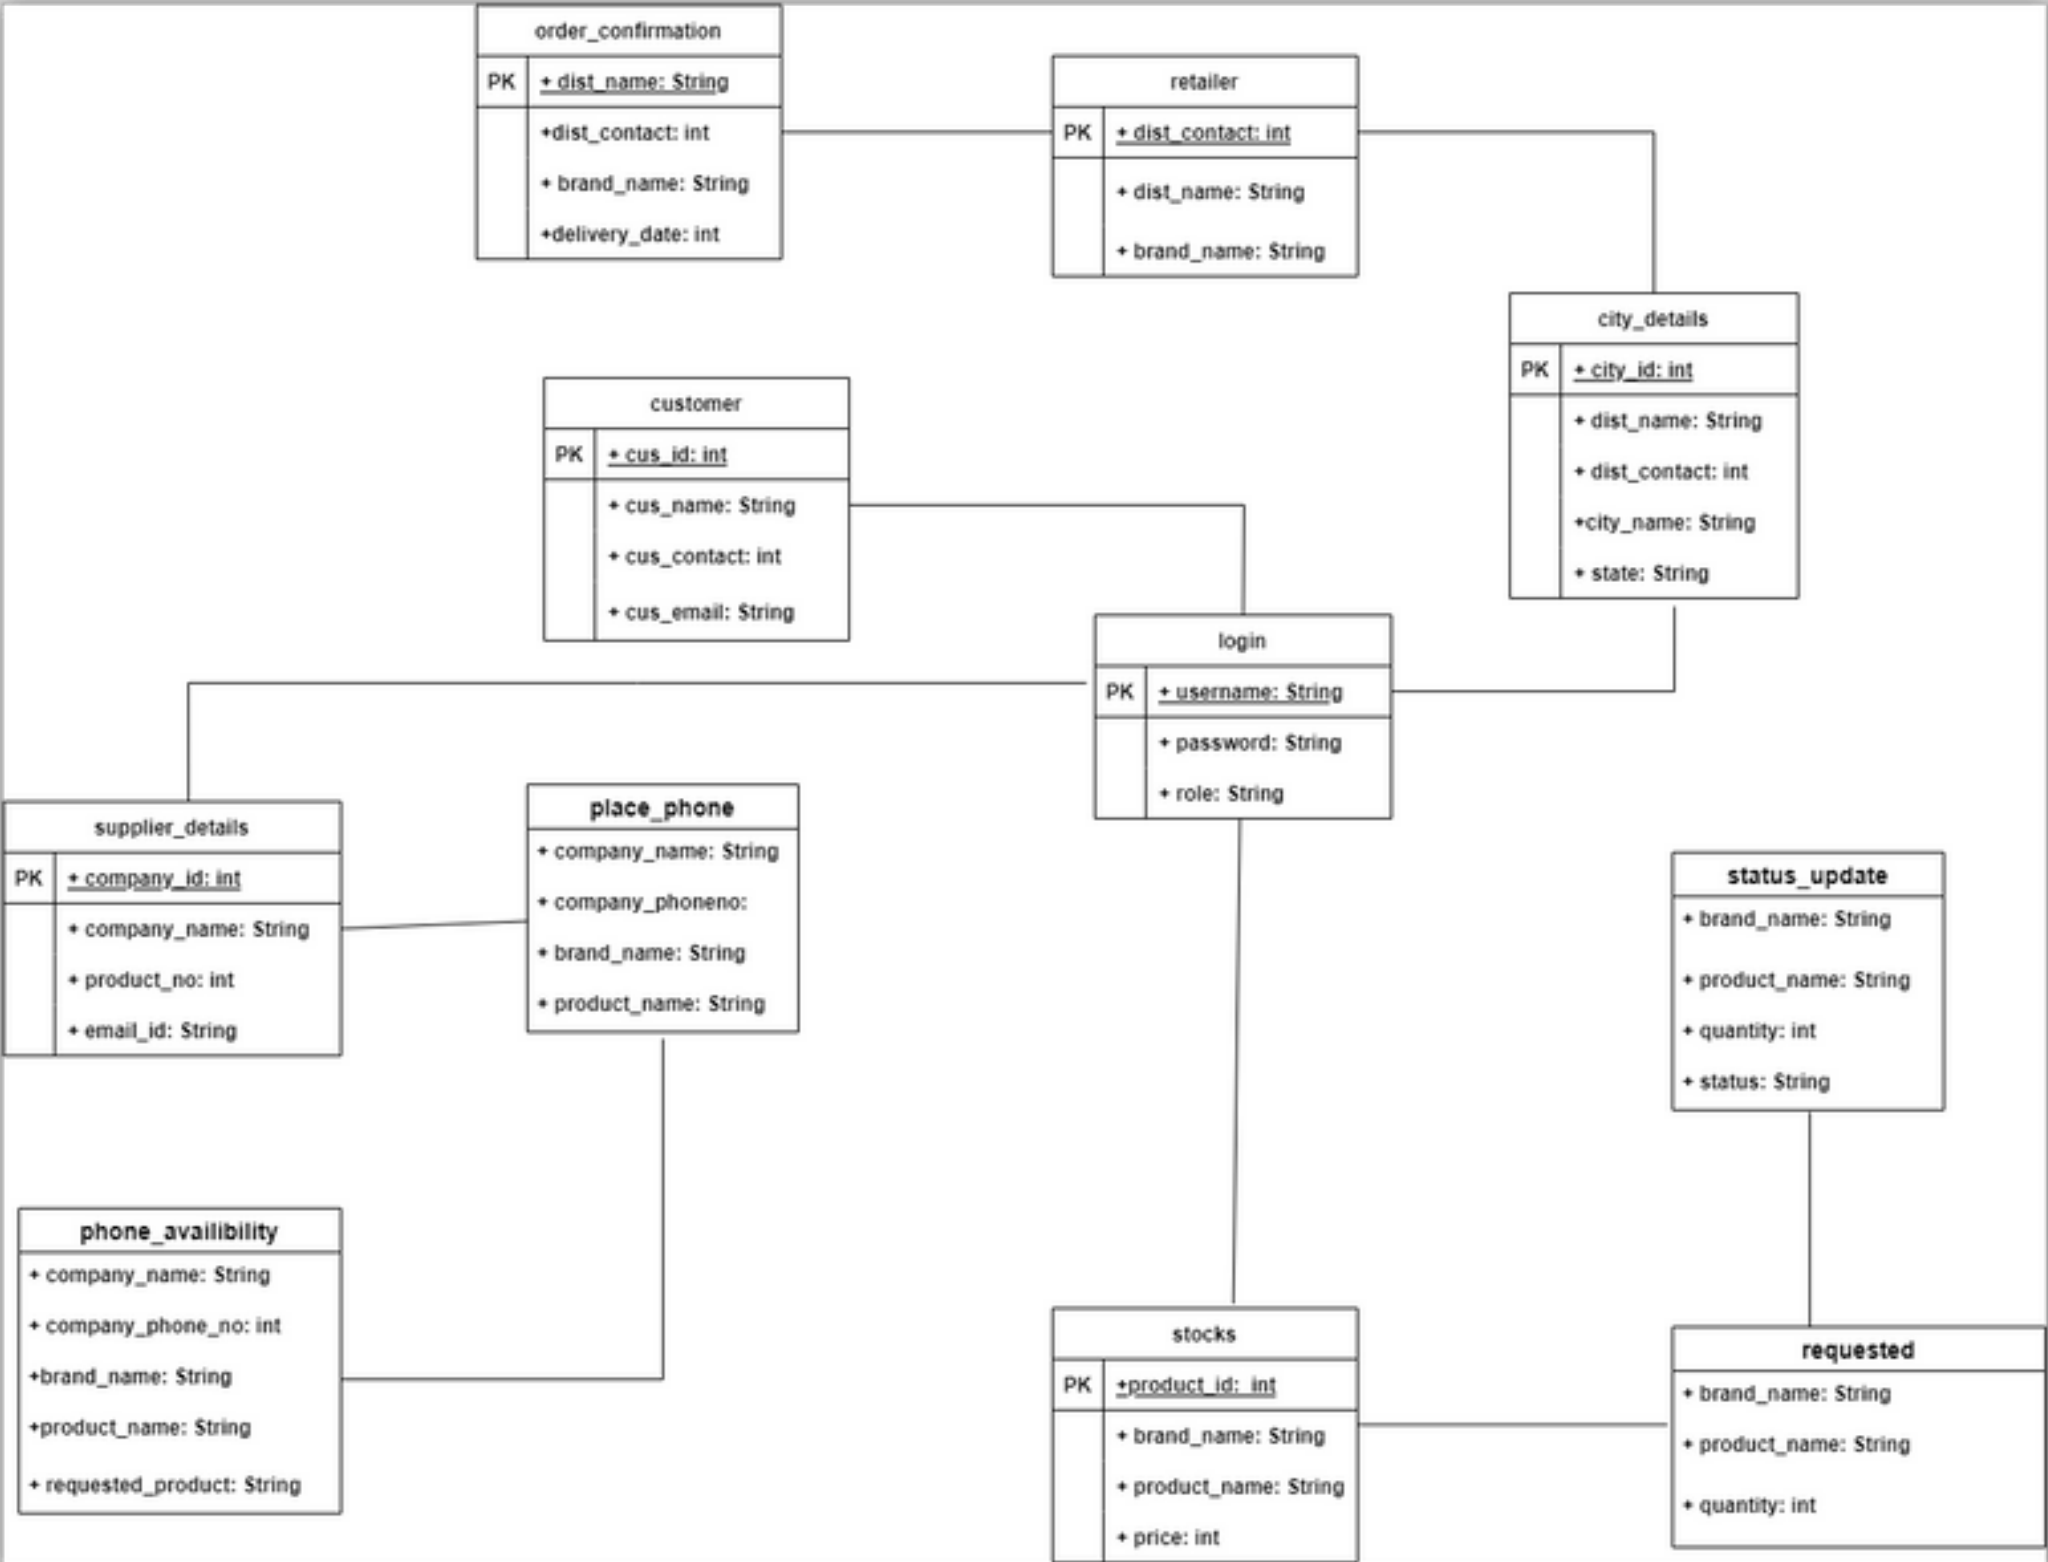 order_confirmation
PK + dist_name: String
+dist_contact: int
+ brand_name: String
+delivery_date: int
retailer
PK + dist_contact: int
+ dist_name: String
+ brand_name: String
city_details
PK + city_id: int
+ dist_name: String
+ dist_contact: int
+city_name: String
+ state: String
customer
PK + cus_id: int
+ cus_name: String
+ cus_contact: int
+ cus_email: String
login
PK + username: String
+ password: String
+ role: String
supplier_details
PK + company_id: int
+ company_name: String
+ product_no: int
+ email_id: String
place_phone
+ company_name: String
+ company_phoneno:
+ brand_name: String
+ product_name: String
status_update
+ brand_name: String
+ product_name: String
+ quantity: int
+ status: String
phone_availibility
+ company_name: String
+ company_phone_no: int
+brand_name: String
+product_name: String
+ requested_product: String
stocks
PK +product_id: int
+ brand_name: String
+ product_name: String
+ price: int
requested
+ brand_name: String
+ product_name: String
+ quantity: int